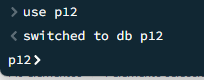 > use p12
< switched to db p12
p12>